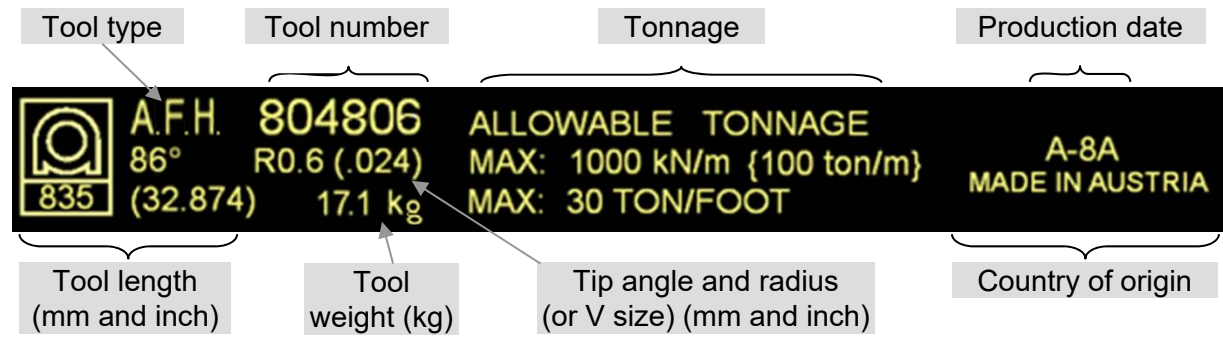 Tool type Tool number Tonnage Production date
A.F.H. 804806 ALLOWABLE TONNAGE
86° R0.6 (.024) MAX: 1000 kN/m {100 ton/m} A-8A
835 (32.874) 17.1 kg MAX: 30 TON/FOOT MADE IN AUSTRIA
Tool length
(mm and inch)
Tool
weight (kg)
Tip angle and radius
(or V size) (mm and inch)
Country of origin